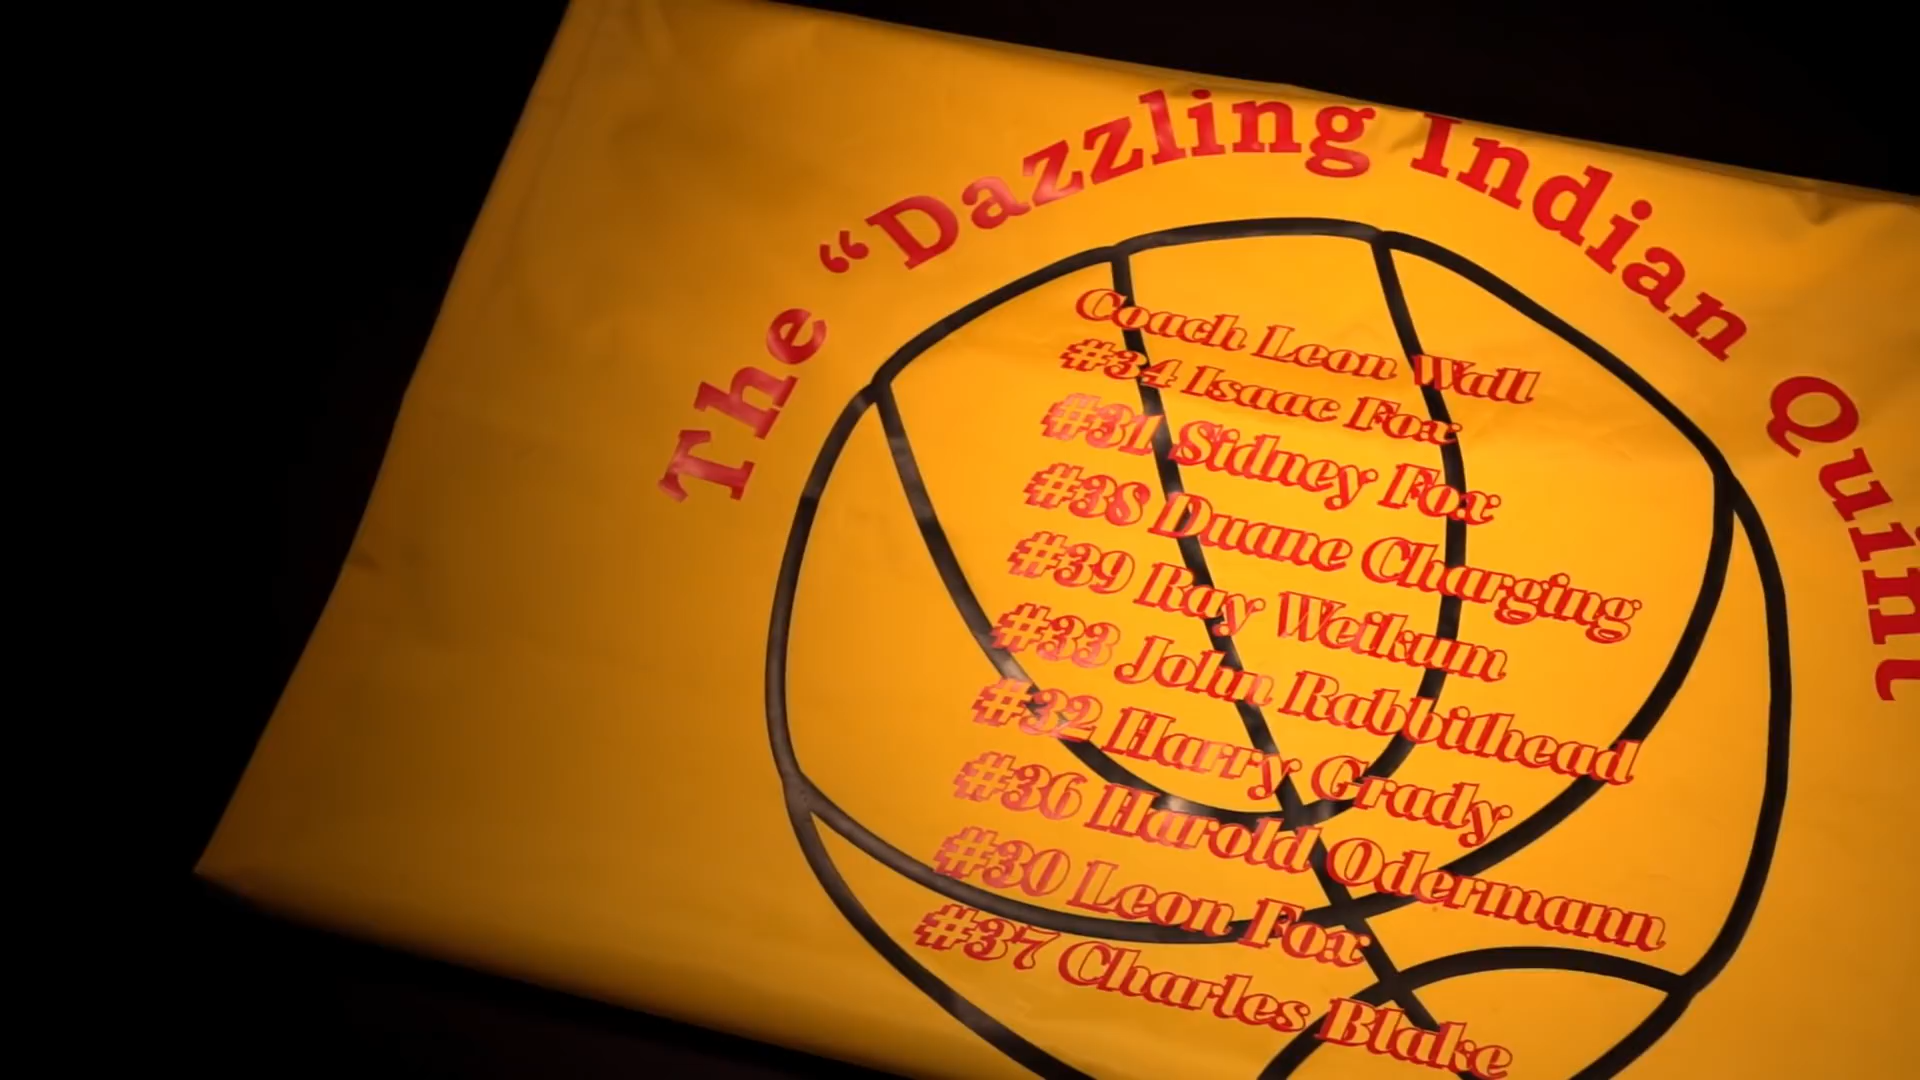 The “Dazzling Indian Quint
Coach Leon Wall
#34 Isaac Fox
#31 Sidney Fox
#38 Duane Charging
#39 Ray Weikum
#33 John Rabbithead
#32 Harry Grady
#36 Harold Odermann
#30 Leon Fox
#37 Charles Blake